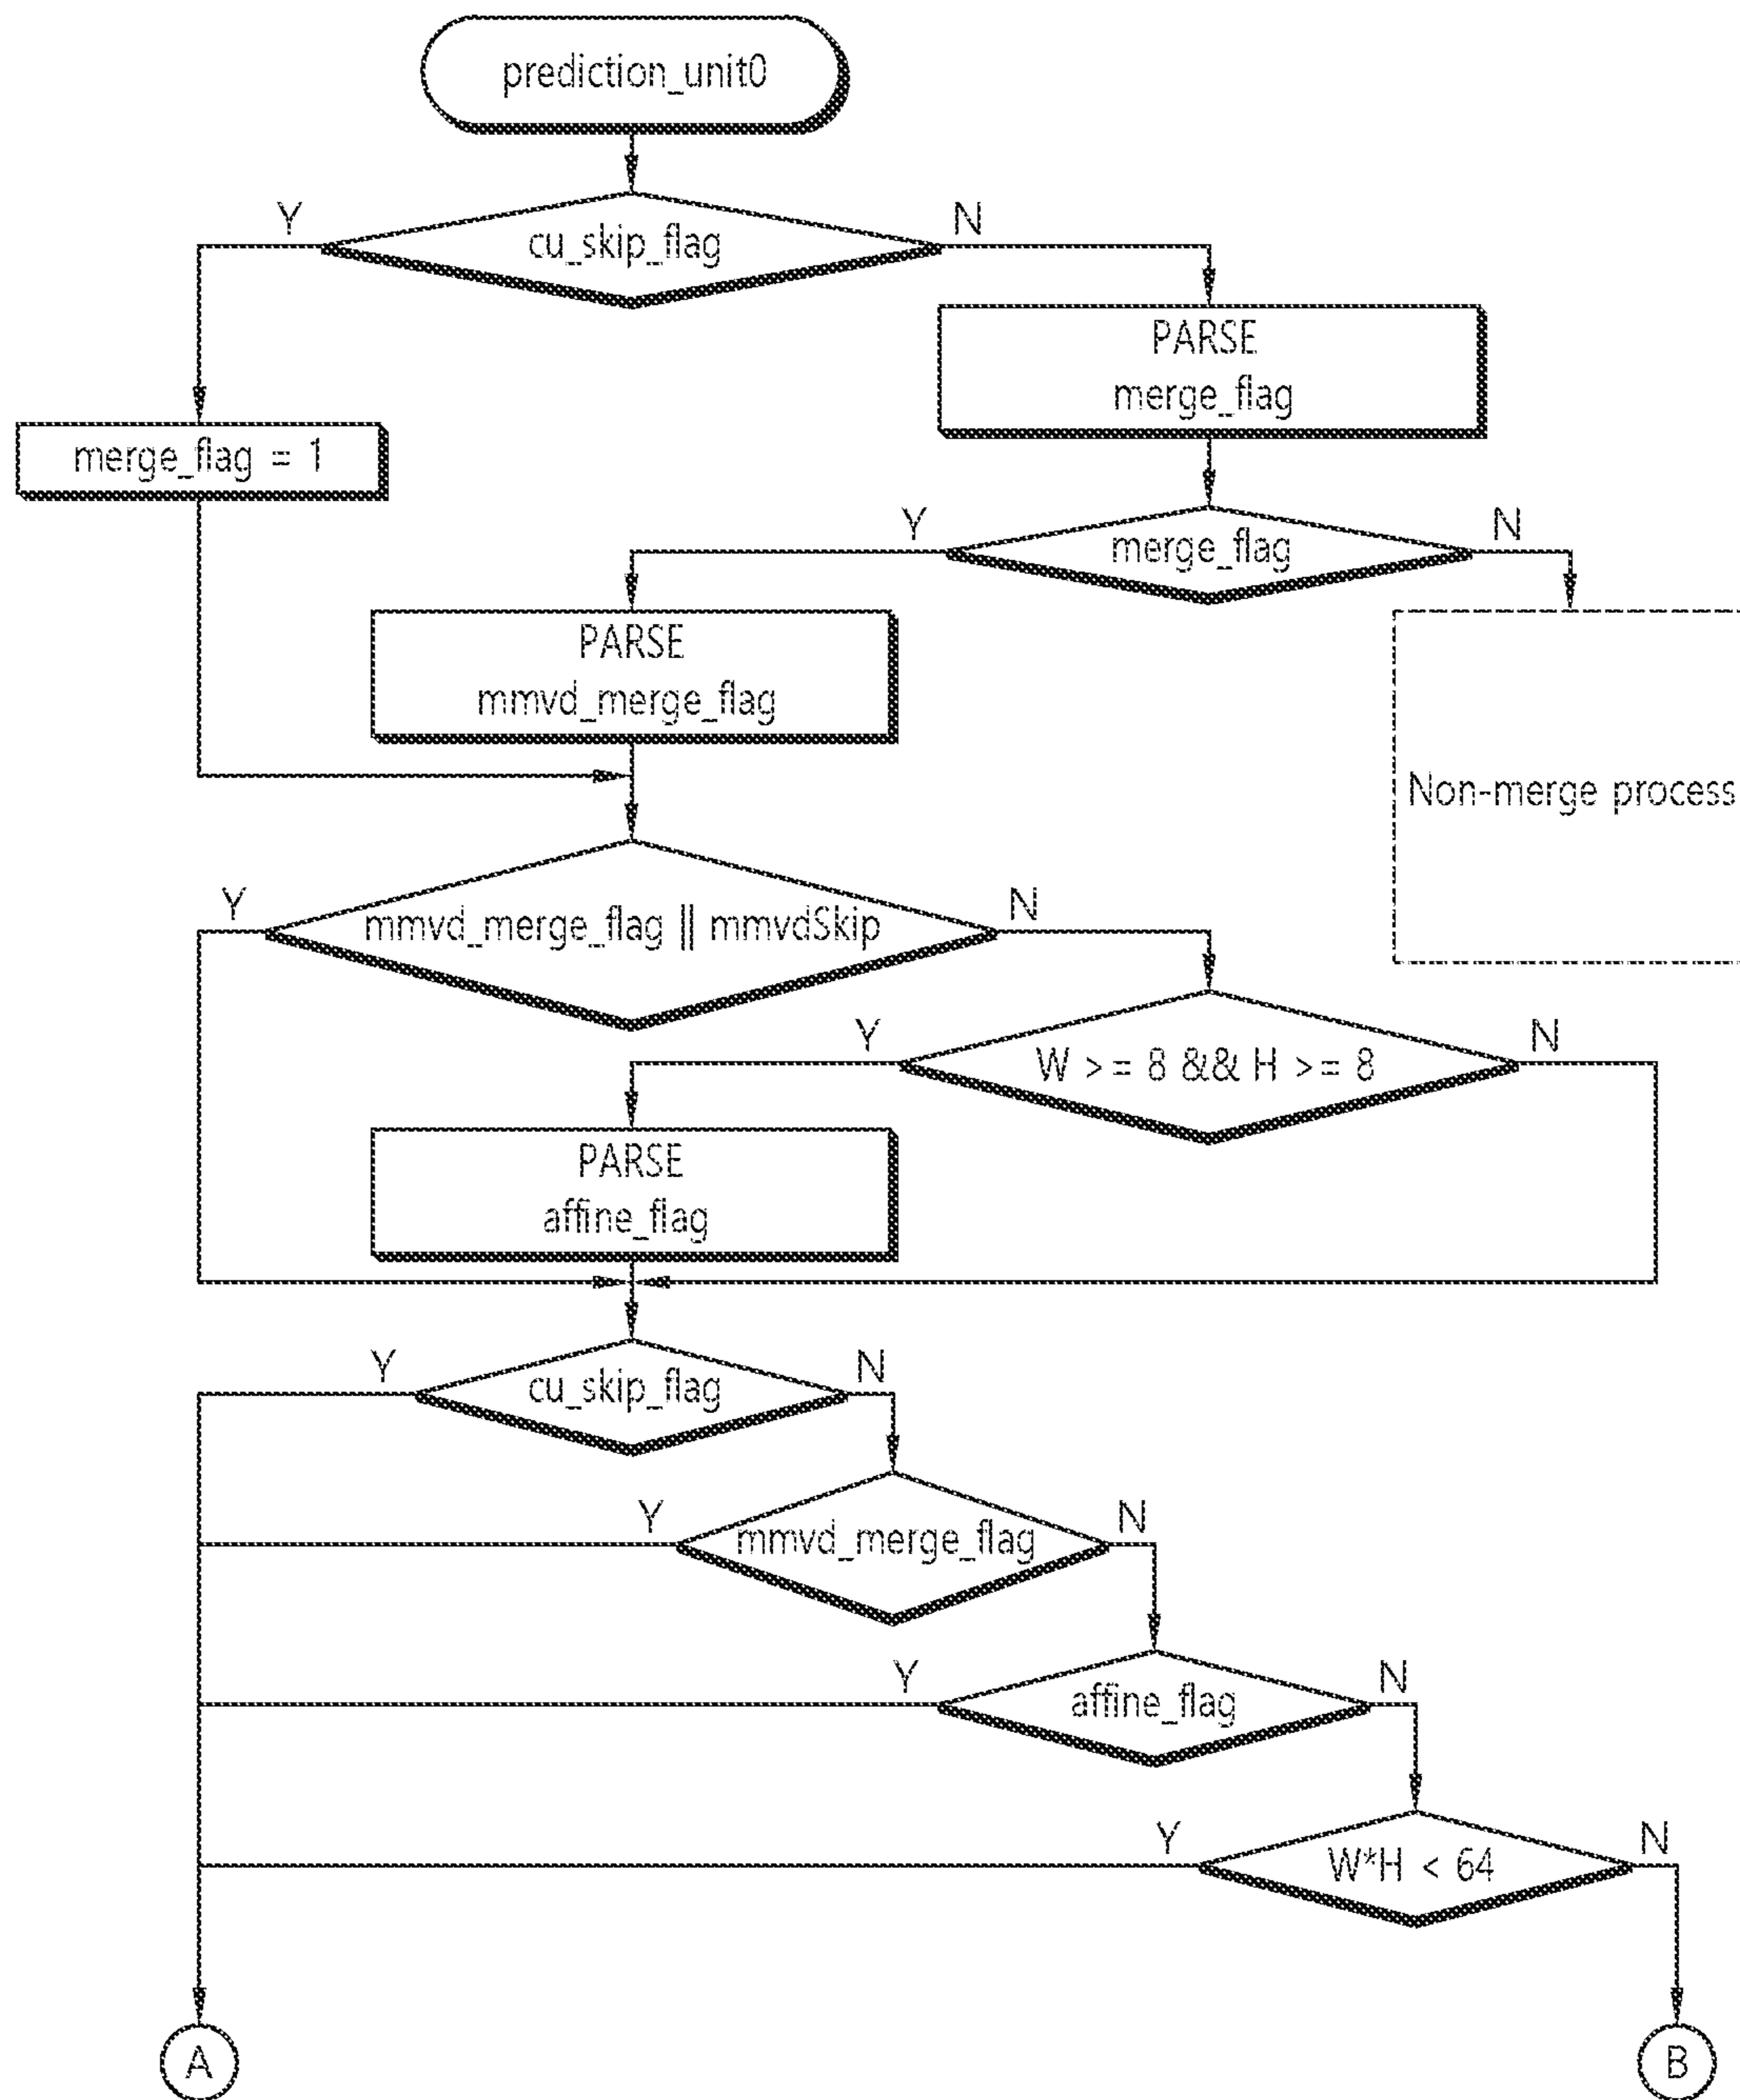 prediction_unit0
Y
N
cu_skip_flag
PARSE
merge_flag
merge_flag = 1
Y
N
merge_flag
PARSE
mmvd_merge_flag
Non-merge process
Y
N
mmvd_merge_flag || mmvdSkip
Y
N
W >= 8 && H >= 8
PARSE
affine_flag
Y
N
cu_skip_flag
Y
N
mmvd_merge_flag
Y
N
affine_flag
Y
N
W*H < 64
A
B